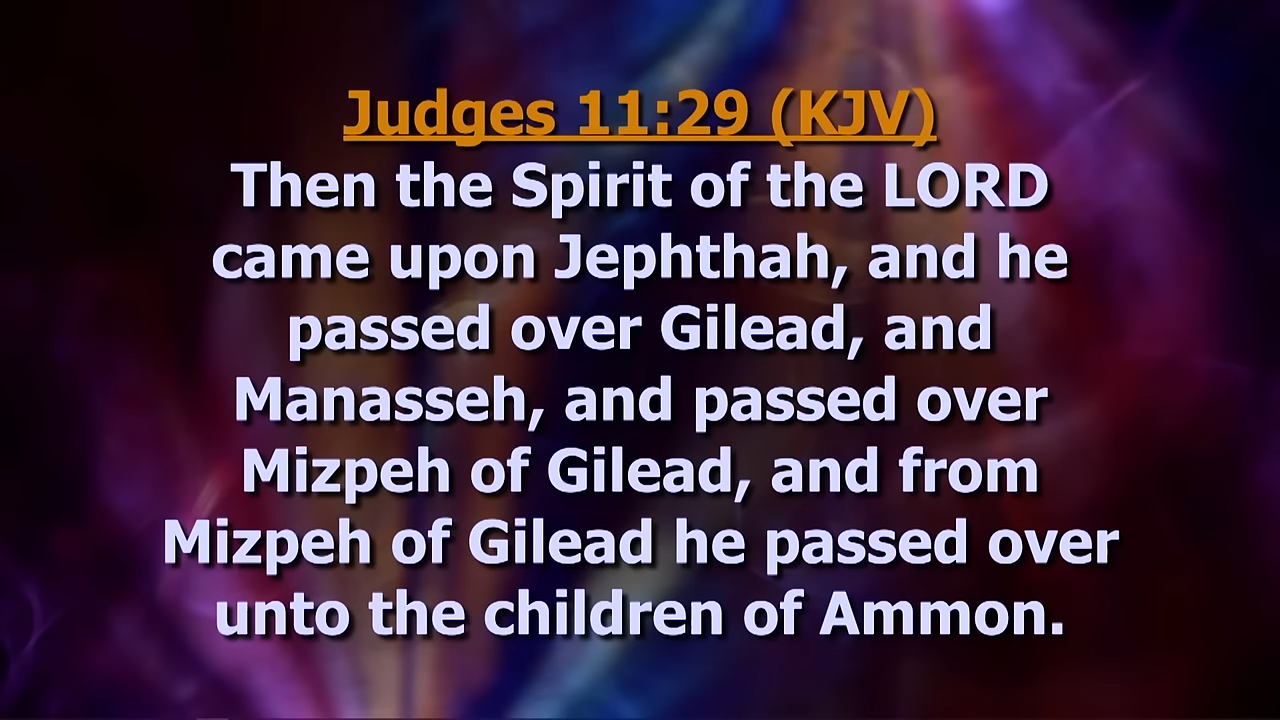 Judges 11:29 (KJV)
Then the Spirit of the LORD
came upon Jephthah, and he
passed over Gilead, and
Manasseh, and passed over
Mizpeh of Gilead, and from
Mizpeh of Gilead he passed over
unto the children of Ammon.